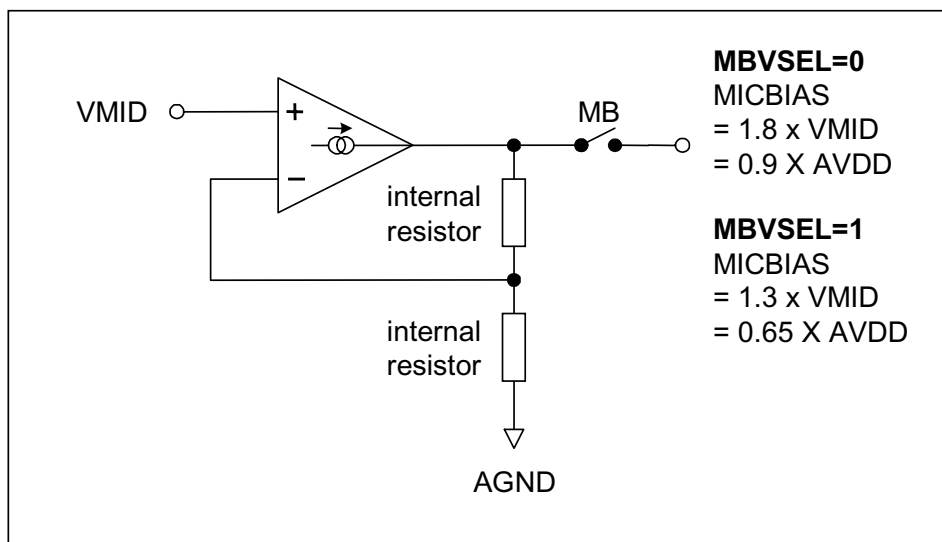 VMID
+
−
MB
internal
resistor
internal
resistor
AGND
MBVSEL=0
MICBIAS
= 1.8 x VMID
= 0.9 X AVDD
MBVSEL=1
MICBIAS
= 1.3 x VMID
= 0.65 X AVDD